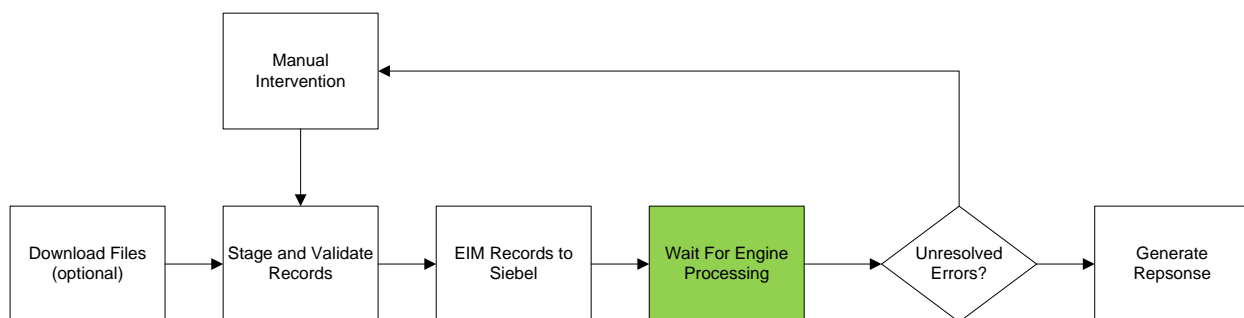 Manual
Intervention
Download Files
(optional)
Stage and Validate
Records
EIM Records to
Siebel
Wait For Engine
Processing
Unresolved
Errors?
Generate
Repsonse